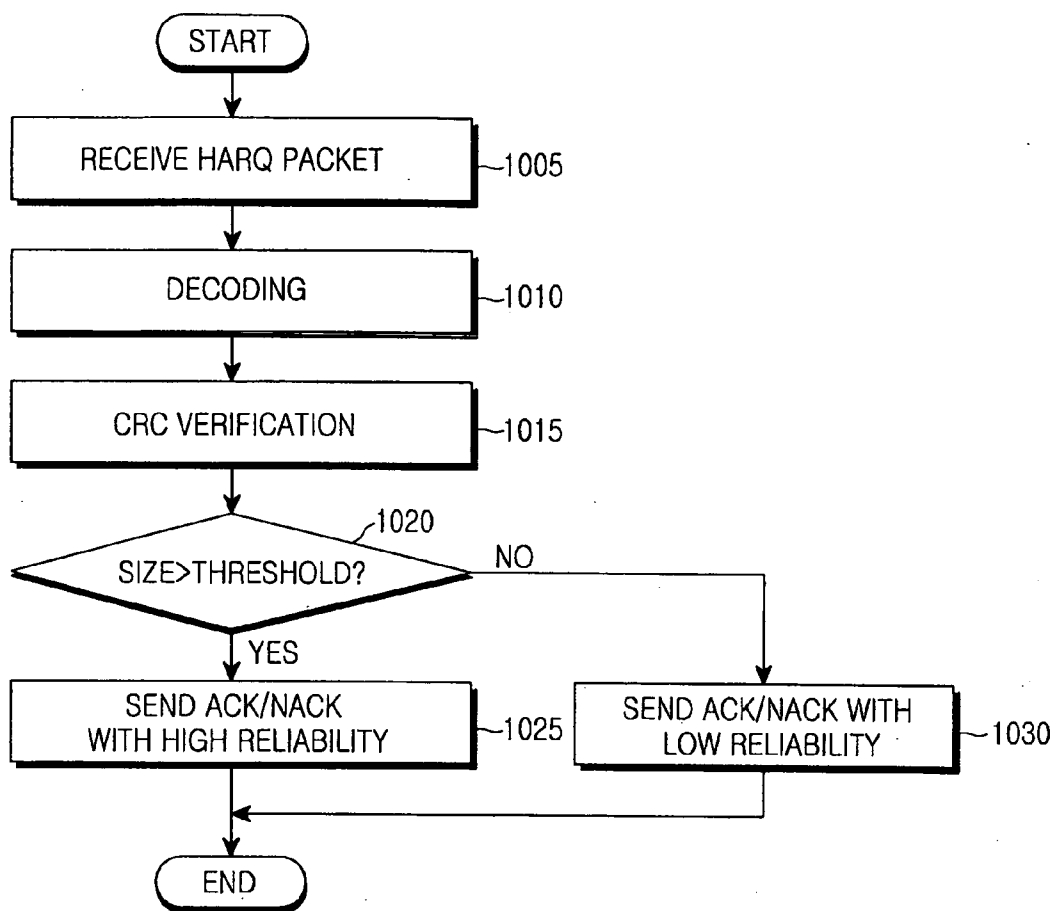 START
RECEIVE HARQ PACKET
1005
DECODING
1010
CRC VERIFICATION
1015
1020
SIZE>THRESHOLD?
NO
YES
SEND ACK/NACK
WITH HIGH RELIABILITY
1025
SEND ACK/NACK WITH
LOW RELIABILITY
1030
END